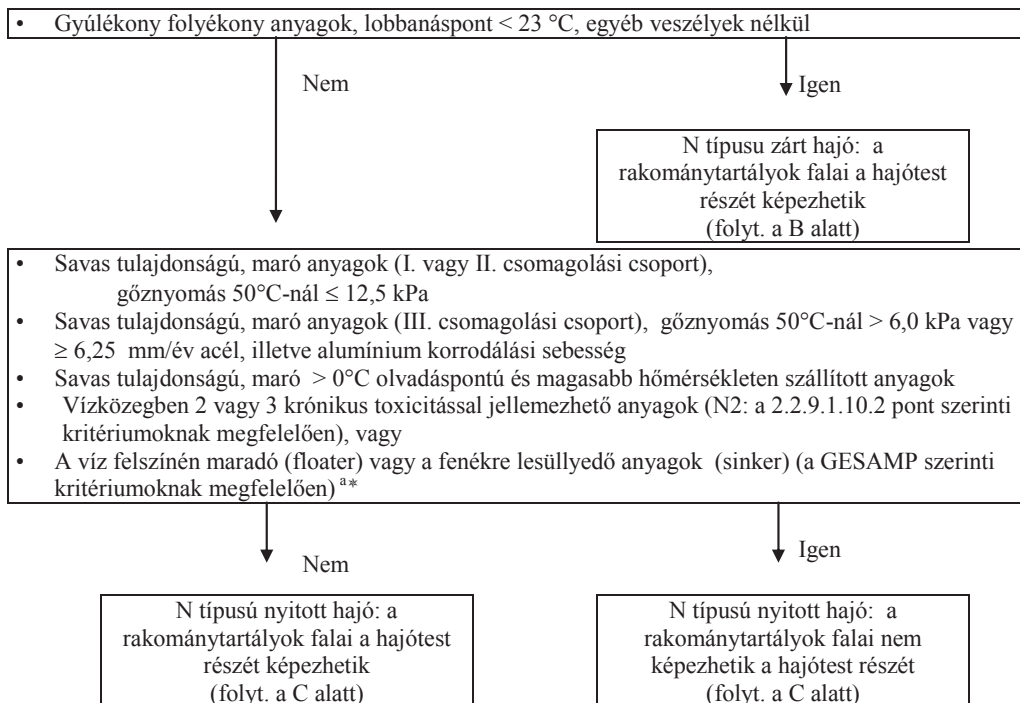 • Gyúlékony folyékony anyagok, lobbanáspont < 23 °C, egyéb veszélyek nélkül
Nem
Igen
N típusu zárt hajó: a
rakománytartályok falai a hajótest
részét képezhetik
(folyt. a B alatt)
• Savas tulajdonságú, maró anyagok (I. vagy II. csomagolási csoport),
gőznyomás 50°C-nál ≤ 12,5 kPa
• Savas tulajdonságú, maró anyagok (III. csomagolási csoport), gőznyomás 50°C-nál > 6,0 kPa vagy
≥ 6,25 mm/év acél, illetve alumínium korrodálási sebesség
• Savas tulajdonságú, maró > 0°C olvadáspontú és magasabb hőmérsékleten szállított anyagok
• Vízközegben 2 vagy 3 krónikus toxicitással jellemezhető anyagok (N2: a 2.2.9.1.10.2 pont szerinti
kritériumoknak megfelelően), vagy
• A víz felszínén maradó (floater) vagy a fenékre lesüllyedő anyagok (sinker) (a GESAMP szerinti
kritériumoknak megfelelően) a*
Nem
Igen
N típusú nyitott hajó: a
rakománytartályok falai a hajótest
részét képezhetik
(folyt. a C alatt)
N típusú nyitott hajó: a
rakománytartályok falai nem
képezhetik a hajótest részét
(folyt. a C alatt)